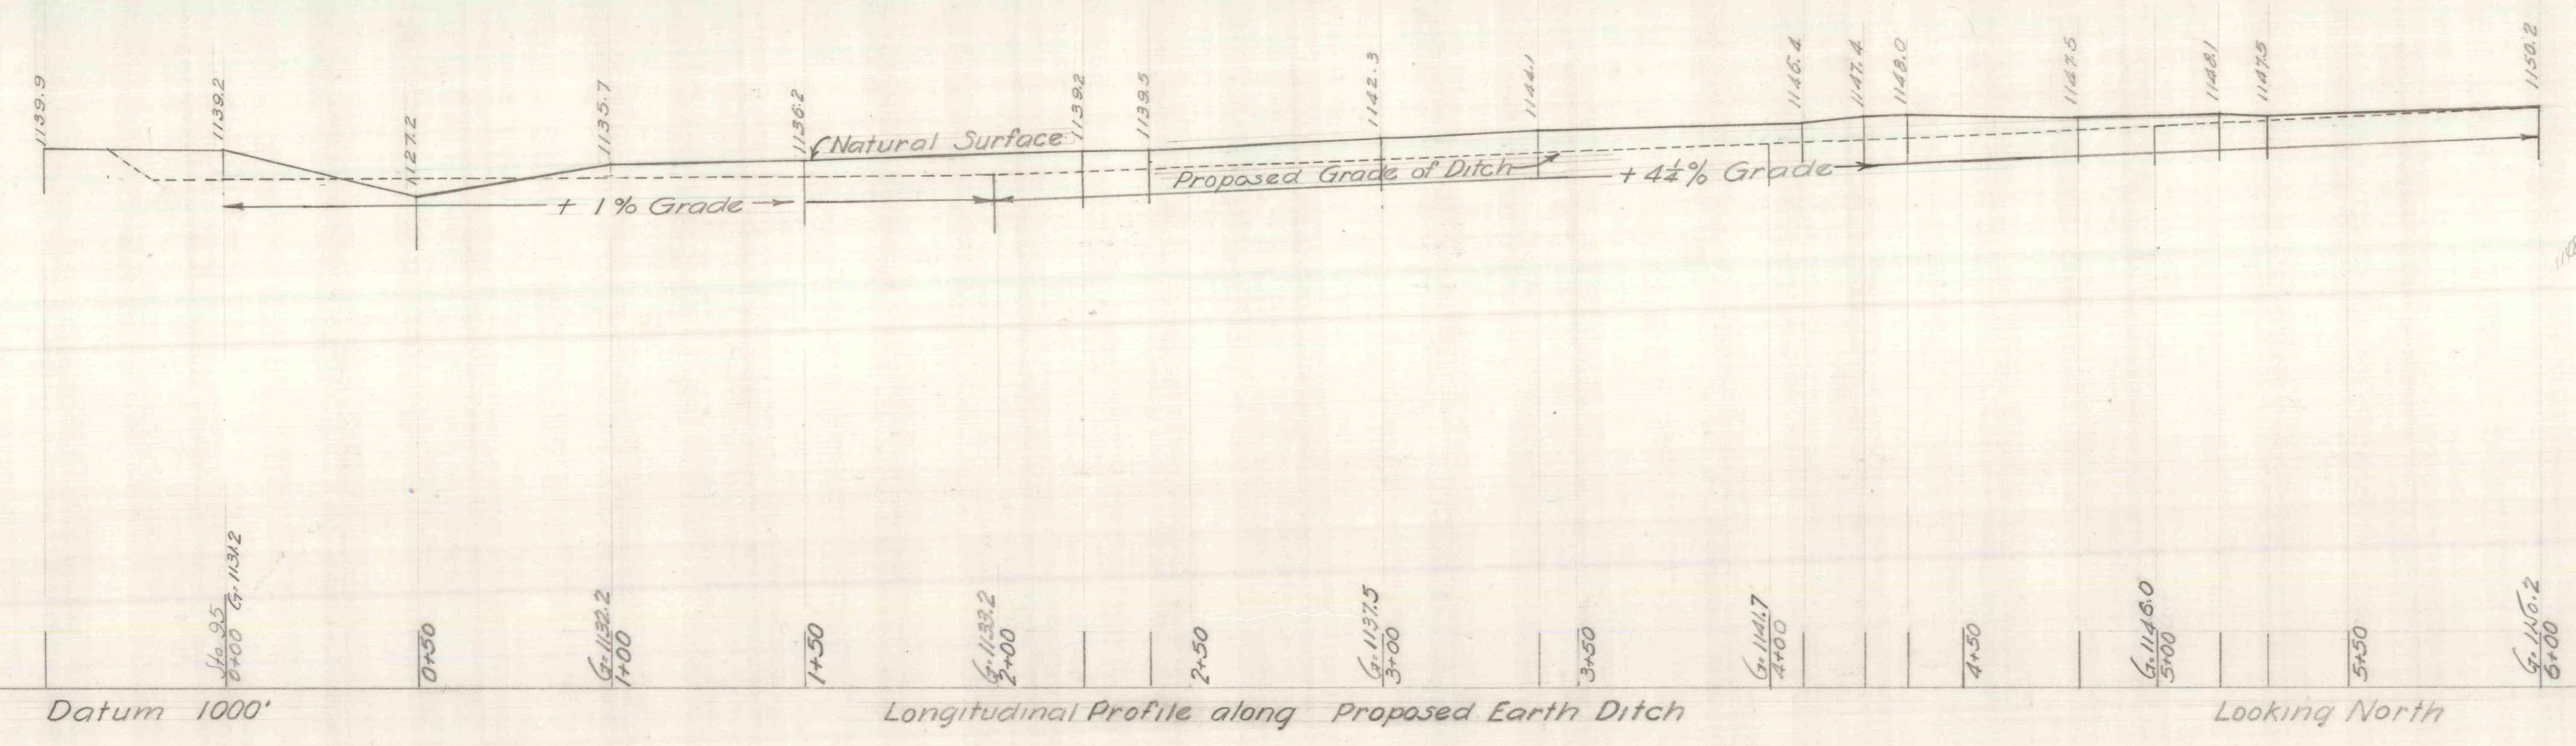 1139.9
1139.2
1127.2
1135.7
1136.2
1139.2
1139.5
1142.3
1144.1
1146.4
1147.4
1148.0
1147.5
1148.1
1147.5
1150.2
Natural Surface
Proposed Grade of Ditch
+ 1% Grade
+ 4¼% Grade
Sta. 95
0+00 G=1131.2
0+50
G=1132.2
1+00
1+50
G=1133.2
2+00
2+50
G=1137.5
3+00
3+50
G=1141.7
4+00
4+50
G=1146.0
5+00
5+50
G=1150.2
6+00
Datum 1000'
Longitudinal Profile along Proposed Earth Ditch
Looking North